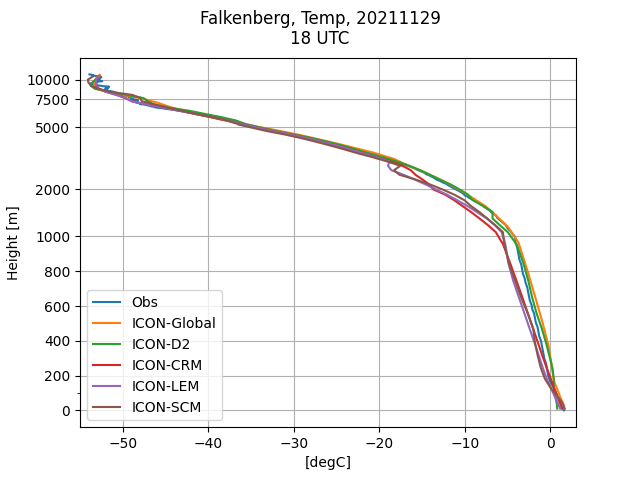 Falkenberg, Temp, 20211129
18 UTC
10000
7500
5000
2000
1000
800
600
400
200
0
Height [m]
Obs
ICON-Global
ICON-D2
ICON-CRM
ICON-LEM
ICON-SCM
−50 −40 −30 −20 −10 0
[degC]